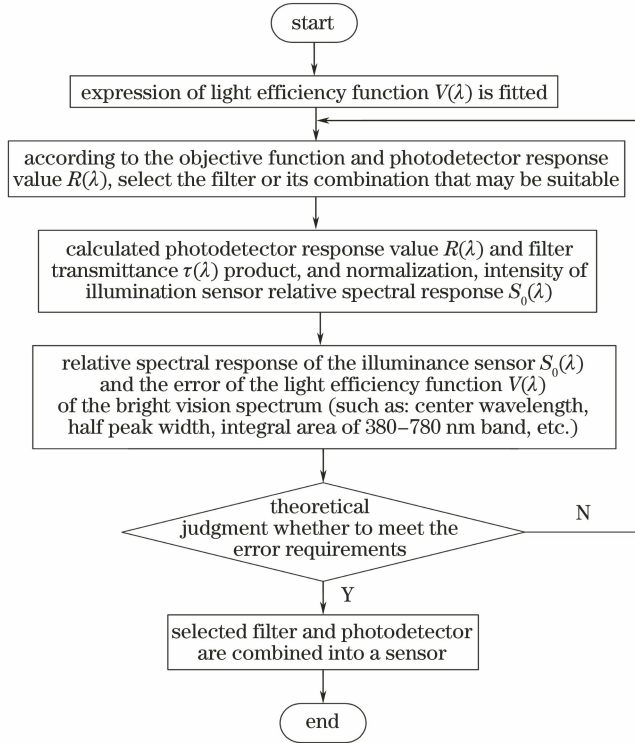 start
expression of light efficiency function V(λ) is fitted
according to the objective function and photodetector response
value R(λ), select the filter or its combination that may be suitable
calculated photodetector response value R(λ) and filter
transmittance τ(λ) product, and normalization, intensity of
illumination sensor relative spectral response S₀(λ)
relative spectral response of the illuminance sensor S₀(λ)
and the error of the light efficiency function V(λ)
of the bright vision spectrum (such as: center wavelength,
half peak width, integral area of 380–780 nm band, etc.)
theoretical
judgment whether to meet the
error requirements
N
Y
selected filter and photodetector
are combined into a sensor
end